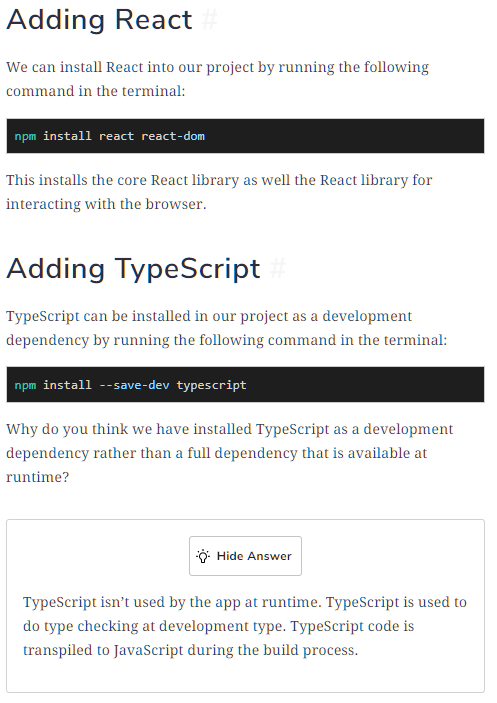 Adding React #
We can install React into our project by running the following
command in the terminal:
npm install react react-dom
This installs the core React library as well the React library for
interacting with the browser.
Adding TypeScript #
TypeScript can be installed in our project as a development
dependency by running the following command in the terminal:
npm install --save-dev typescript
Why do you think we have installed TypeScript as a development
dependency rather than a full dependency that is available at
runtime?
Hide Answer
TypeScript isn’t used by the app at runtime. TypeScript is used to
do type checking at development type. TypeScript code is
transpiled to JavaScript during the build process.